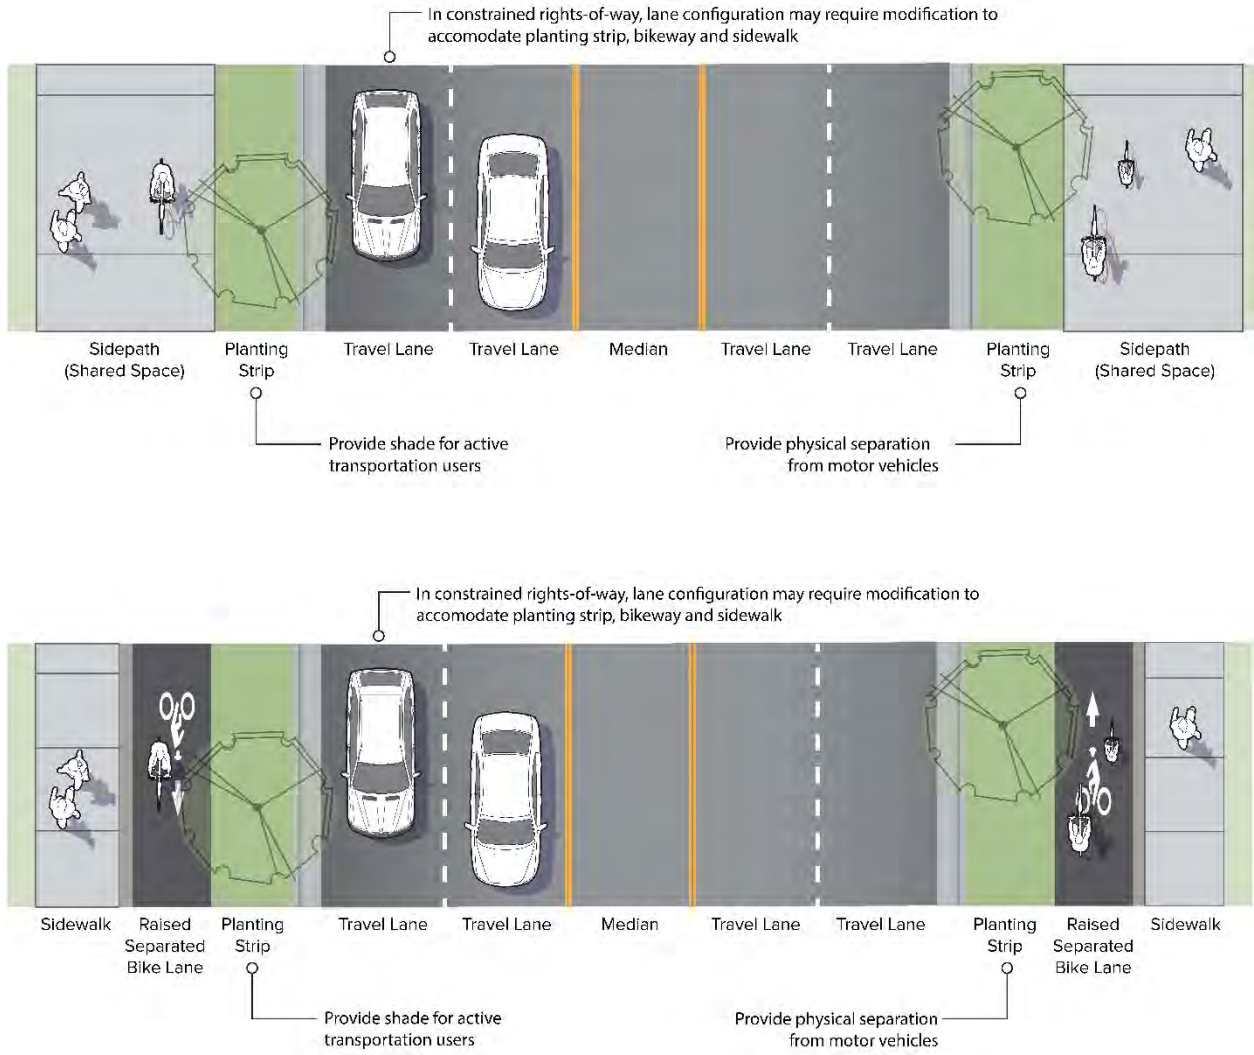 In constrained rights-of-way, lane configuration may require modification to
accomodate planting strip, bikeway and sidewalk
Sidepath
(Shared Space)
Planting
Strip
Travel Lane
Travel Lane
Median
Travel Lane
Travel Lane
Planting
Strip
Sidepath
(Shared Space)
Provide shade for active
transportation users
Provide physical separation
from motor vehicles
In constrained rights-of-way, lane configuration may require modification to
accomodate planting strip, bikeway and sidewalk
Sidewalk
Raised
Separated
Bike Lane
Planting
Strip
Travel Lane
Travel Lane
Median
Travel Lane
Travel Lane
Planting
Strip
Raised
Separated
Bike Lane
Sidewalk
Provide shade for active
transportation users
Provide physical separation
from motor vehicles